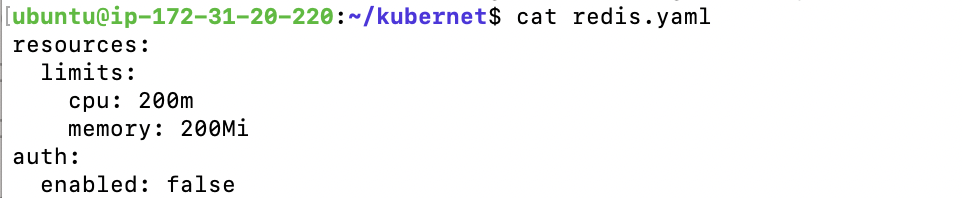 [ubuntu@ip-172-31-20-220:~/kubernet$ cat redis.yaml
resources:
  limits:
    cpu: 200m
    memory: 200Mi
auth:
  enabled: false